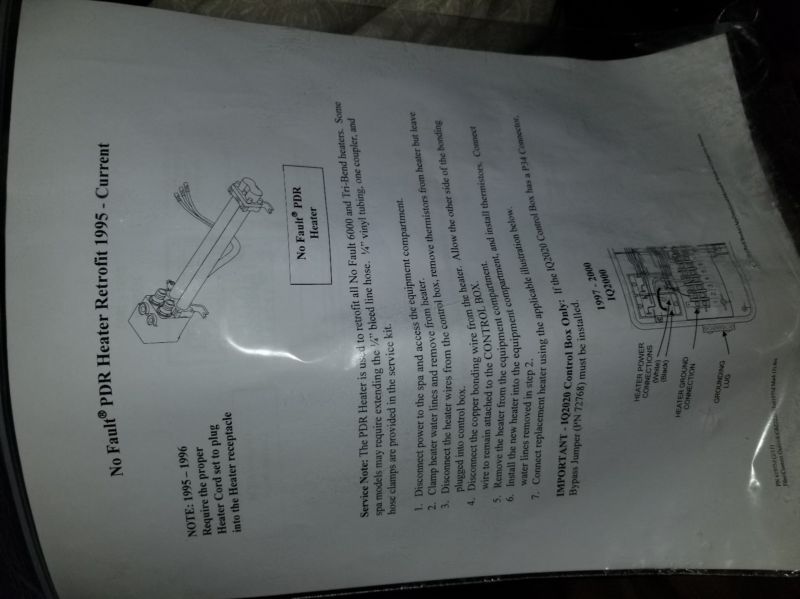 No Fault® PDR Heater Retrofit 1995 - Current
NOTE: 1995 – 1996
Require the proper
Heater Cord set to plug
into the Heater receptacle
No Fault® PDR
Heater
Service Note: The PDR Heater is used to retrofit all No Fault 6000 and Tri-Bend heaters. Some
spa models may require extending the ¼" bleed line hose. ¼" vinyl tubing, one coupler, and
hose clamps are provided in the service kit.
1. Disconnect power to the spa and access the equipment compartment.
2. Clamp heater water lines and remove from heater.
3. Disconnect the heater wires from the control box, remove thermistors from heater but leave
plugged into control box.
4. Disconnect the copper bonding wire from the heater. Allow the other side of the bonding
wire to remain attached to the CONTROL BOX.
5. Remove the heater from the equipment compartment, and install thermistors. Connect
6. Install the new heater into the equipment compartment,
water lines removed in step 2.
7. Connect replacement heater using the applicable illustration below.
IMPORTANT - IQ2020 Control Box Only: If the IQ2020 Control Box has a P34 Connector,
Bypass Jumper (PN 72768) must be installed.
1997 - 2000
IQ2000
HEATER POWER
CONNECTIONS
(White)
(Black)
HEATER GROUND
CONNECTION
GROUNDING
LUG